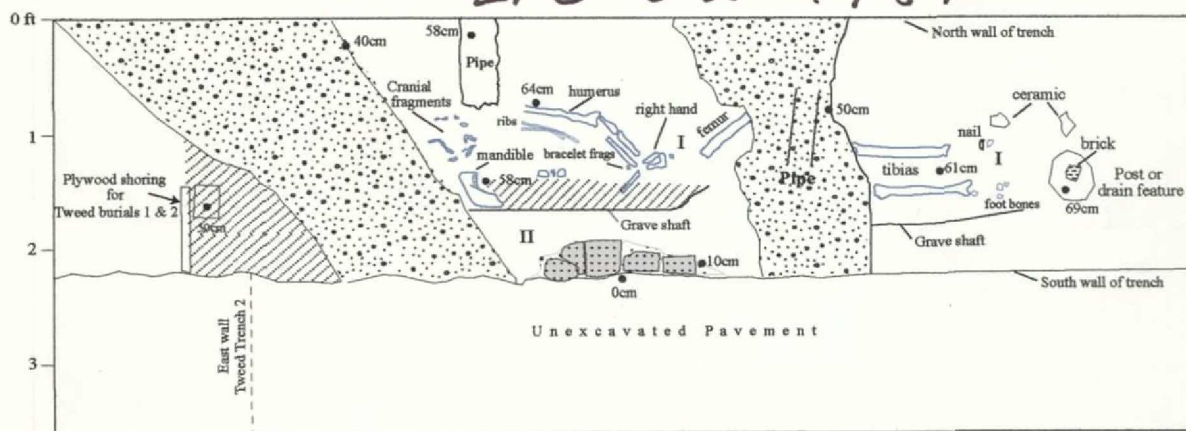 0 ft
1
2
3
40cm
58cm
Pipe
North wall of trench
Cranial
fragments
64cm
humerus
ribs
right hand
I
femur
50cm
ceramic
nail
I
brick
mandible
58cm
bracelet frags
Pipe
tibias
61cm
Post or
drain feature
foot bones
69cm
Plywood shoring
for
Tweed burials 1 & 2
50cm
Grave shaft
Grave shaft
II
10cm
0cm
South wall of trench
East wall
Tweed Trench 2
Unexcavated Pavement